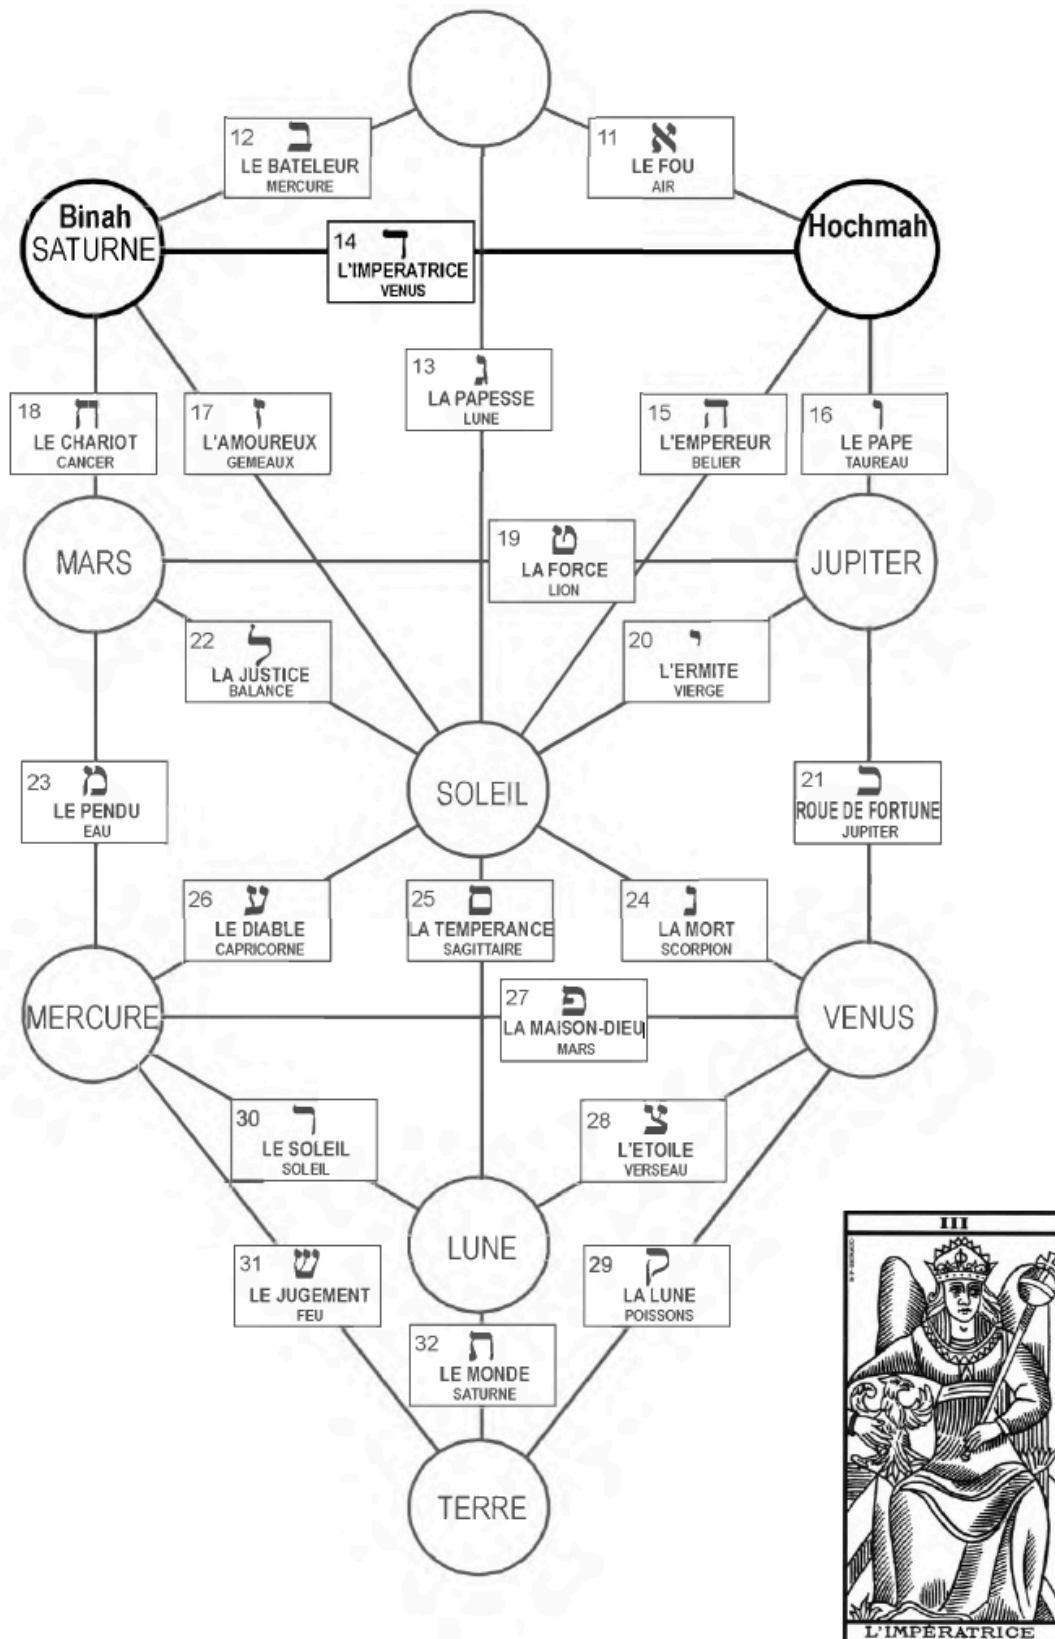 12 ב
LE BATELEUR
MERCURE
11 א
LE FOU
AIR
Binah
SATURNE
14 ד
L'IMPERATRICE
VENUS
Hochmah
13 ג
LA PAPESSE
LUNE
18 ח
LE CHARIOT
CANCER
17 ז
L'AMOUREUX
GEMEAUX
15 ה
L'EMPEREUR
BELIER
16 ו
LE PAPE
TAUREAU
MARS
19 ט
LA FORCE
LION
JUPITER
22 ל
LA JUSTICE
BALANCE
20 י
L'ERMITE
VIERGE
23 מ
LE PENDU
EAU
SOLEIL
21 כ
ROUE DE FORTUNE
JUPITER
26 ע
LE DIABLE
CAPRICORNE
25 ם
LA TEMPERANCE
SAGITTAIRE
24 נ
LA MORT
SCORPION
MERCURE
27 פ
LA MAISON-DIEU
MARS
VENUS
30 ר
LE SOLEIL
SOLEIL
28 צ
L'ETOILE
VERSEAU
LUNE
31 ש
LE JUGEMENT
FEU
29 ק
LA LUNE
POISSONS
32 ת
LE MONDE
SATURNE
TERRE
III
L'IMPÉRATRICE